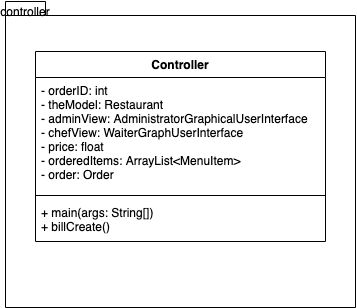 controller
Controller
- orderID: int
- theModel: Restaurant
- adminView: AdministratorGraphicalUserInterface
- chefView: WaiterGraphUserInterface
- price: float
- orderedItems: ArrayList<MenuItem>
- order: Order
+ main(args: String[])
+ billCreate()